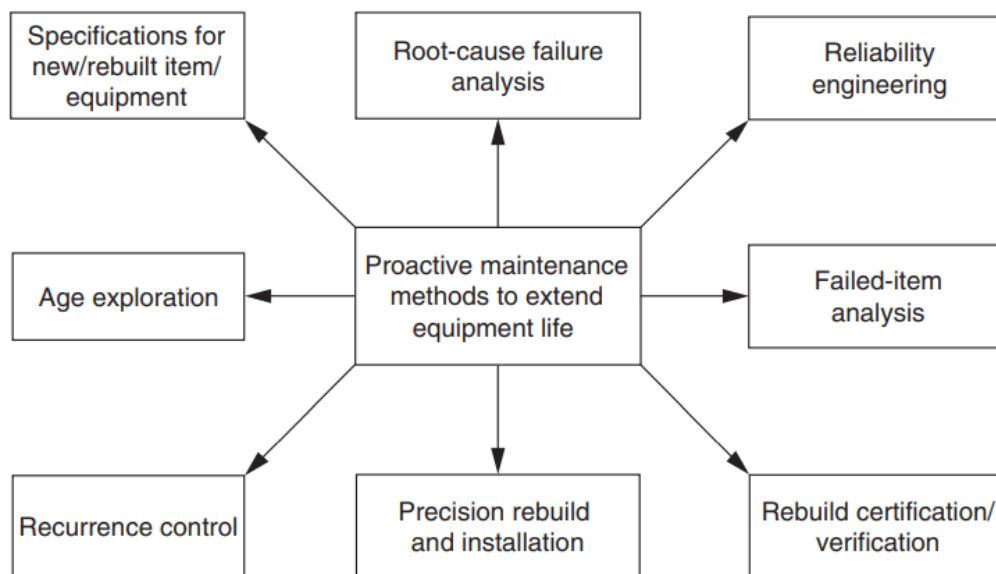 Specifications for
new/rebuilt item/
equipment
Root-cause failure
analysis
Reliability
engineering
Age exploration
Proactive maintenance
methods to extend
equipment life
Failed-item
analysis
Recurrence control
Precision rebuild
and installation
Rebuild certification/
verification